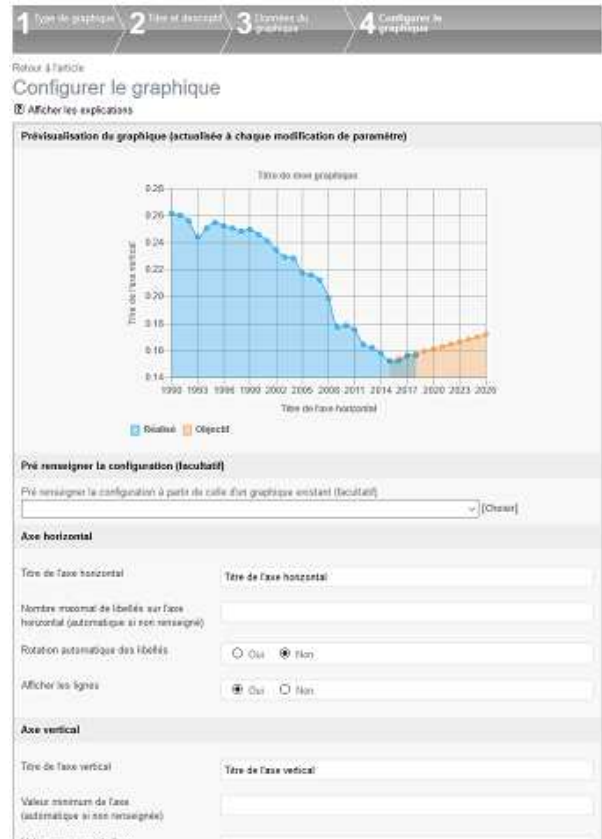 1 Type de graphique
2 Titre et descriptif
3 Données du graphique
4 Configurer le graphique
Retour à l'article
Configurer le graphique
Afficher les explications
Prévisualisation du graphique (actualisée à chaque modification de paramètre)
Titre de mon graphique
0.28
0.26
0.24
0.22
0.20
0.18
0.16
0.14
Titre de l'axe vertical
1990 1993 1996 1999 2002 2005 2008 2011 2014 2017 2020 2023 2026
Titre de l'axe horizontal
Réalisé Objectif
Pré renseigner la configuration (facultatif)
Pré renseigner la configuration à partir de celle d'un graphique existant (facultatif)
[Choisir]
Axe horizontal
Titre de l'axe horizontal
Titre de l'axe horizontal
Nombre maximal de libellés sur l'axe
horizontal (automatique si non renseigné)
Rotation automatique des libellés
Oui Non
Afficher les lignes
Oui Non
Axe vertical
Titre de l'axe vertical
Titre de l'axe vertical
Valeur minimum de l'axe
(automatique si non renseignée)